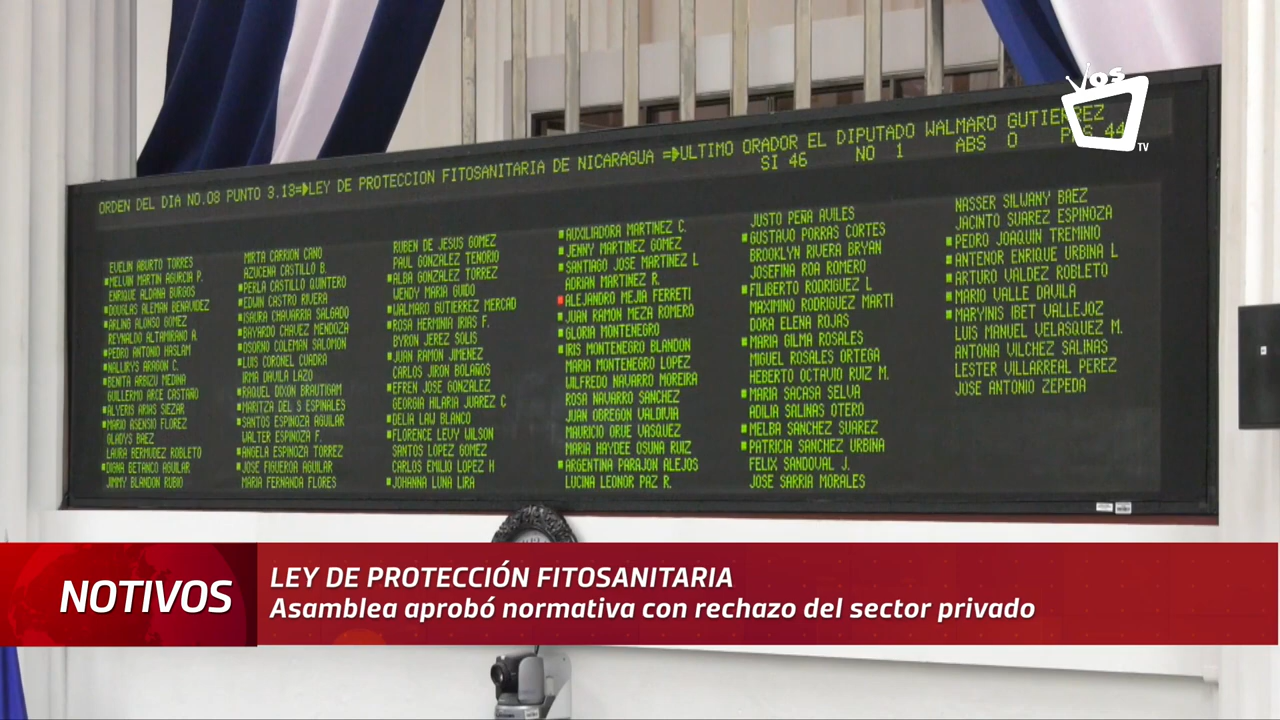 VOS TV
ORDEN DEL DIA NO.08 PUNTO 3.13=>LEY DE PROTECCION FITOSANITARIA DE NICARAGUA =>ULTIMO ORADOR EL DIPUTADO WALMARO GUTIERREZ
SI 46 NO 1 ABS 0 44
EVELIN ABURTO TORRES
MELVIN MARTIN AGURCIA P.
ENRIQUE ALDANA BURGOS
DOUGLAS ALEMAN BENAVIDEZ
ARLING ALONSO GOMEZ
REYNALDO ALTAMIRANO A.
PEDRO ANTONIO HASLAM
WALLURYS ARAGON C.
BENITA ARBIZU MEDINA
GUILLERMO ARCE CASTAÑO
ALYERIS ARIAS SIEZAR
MARIO ASENSIO FLOREZ
GLADYS BAEZ
LAURA BERMUDEZ ROBLETO
DIGNA BETANCO AGUILAR
JIMMY BLANDON RUBIO
MIRTA CARRION CANO
AZUCENA CASTILLO B.
PERLA CASTILLO QUINTERO
EDWIN CASTRO RIVERA
ISAURA CHAVARRIA SALGADO
BAYARDO CHAVEZ MENDOZA
OSORNO COLEMAN SALOMON
LUIS CORONEL CUADRA
IRMA DAVILA LAZO
RAQUEL DIXON BRAUTIGAM
MARITZA DEL S ESPINALES
SANTOS ESPINOZA AGUILAR
WALTER ESPINOZA F.
ANGELA ESPINOZA TORREZ
JOSE FIGUEROA AGUILAR
MARIA FERNANDA FLORES
RUBEN DE JESUS GOMEZ
PAUL GONZALEZ TENORIO
ALBA GONZALEZ TORREZ
WENDY MARIA GUIDO
WALMARO GUTIERREZ MERCAD
ROSA HERMINIA IRIAS F.
BYRON JEREZ SOLIS
JUAN RAMON JIMENEZ
CARLOS JIRON BOLAÑOS
EFREN JOSE GONZALEZ
GEORGIA HILARIA JUAREZ C
DELIA LAW BLANCO
FLORENCE LEVY WILSON
SANTOS LOPEZ GOMEZ
CARLOS EMILIO LOPEZ H
JOHANNA LUNA LIRA
AUXILIADORA MARTINEZ C.
JENNY MARTINEZ GOMEZ
SANTIAGO JOSE MARTINEZ L
ADRIAN MARTINEZ R.
ALEJANDRO MEJIA FERRETI
JUAN RAMON MEZA ROMERO
GLORIA MONTENEGRO
IRIS MONTENEGRO BLANDON
MARIA MONTENEGRO LOPEZ
WILFREDO NAVARRO MOREIRA
ROSA NAVARRO SANCHEZ
JUAN OBREGON VALDIVIA
MAURICIO ORUE VASQUEZ
MARIA HAYDEE OSUNA RUIZ
ARGENTINA PARAJON ALEJOS
LUCINA LEONOR PAZ R.
JUSTO PEÑA AVILES
GUSTAVO PORRAS CORTES
BROOKLYN RIVERA BRYAN
JOSEFINA ROA ROMERO
FILIBERTO RODRIGUEZ L
MAXIMINO RODRIGUEZ MARTI
DORA ELENA ROJAS
MARIA GILMA ROSALES
MIGUEL ROSALES ORTEGA
HEBERTO OCTAVIO RUIZ M.
MARIA SACASA SELVA
ADILIA SALINAS OTERO
MELBA SANCHEZ SUAREZ
PATRICIA SANCHEZ URBINA
FELIX SANDOVAL J.
JOSE SARRIA MORALES
NASSER SILWANY BAEZ
JACINTO SUAREZ ESPINOZA
PEDRO JOAQUIN TREMINIO
ANTENOR ENRIQUE URBINA L
ARTURO VALDEZ ROBLETO
MARIO VALLE DAVILA
MARYINIS IBET VALLEJOZ
LUIS MANUEL VELASQUEZ M.
ANTONIA VILCHEZ SALINAS
LESTER VILLARREAL PEREZ
JOSE ANTONIO ZEPEDA
NOTIVOS
LEY DE PROTECCIÓN FITOSANITARIA
Asamblea aprobó normativa con rechazo del sector privado